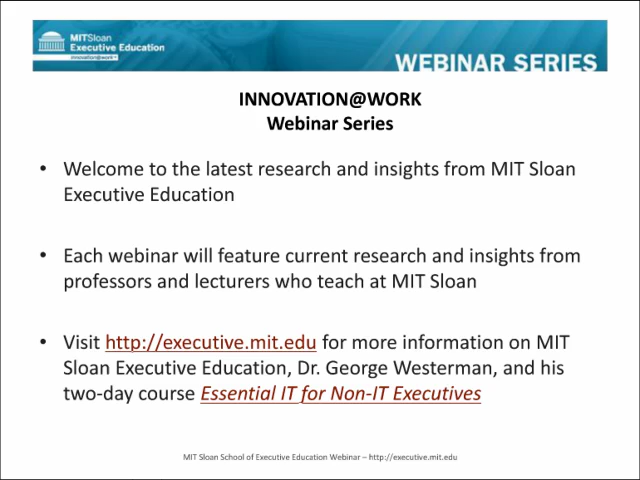 MITSloan
Executive Education
innovation@work™
WEBINAR SERIES
INNOVATION@WORK
Webinar Series
• Welcome to the latest research and insights from MIT Sloan
Executive Education
• Each webinar will feature current research and insights from
professors and lecturers who teach at MIT Sloan
• Visit http://executive.mit.edu for more information on MIT
Sloan Executive Education, Dr. George Westerman, and his
two-day course Essential IT for Non-IT Executives
MIT Sloan School of Executive Education Webinar – http://executive.mit.edu